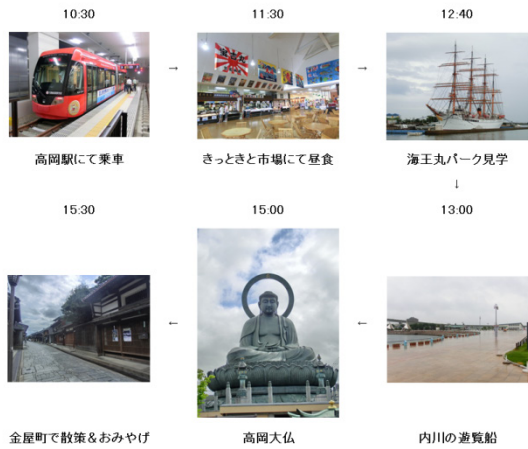 10:30
11:30
12:40
→
→
高岡駅にて乗車
きっときと市場にて昼食
海王丸パーク見学
↓
15:30
15:00
13:00
←
←
金屋町で散策&おみやげ
高岡大仏
内川の遊覧船